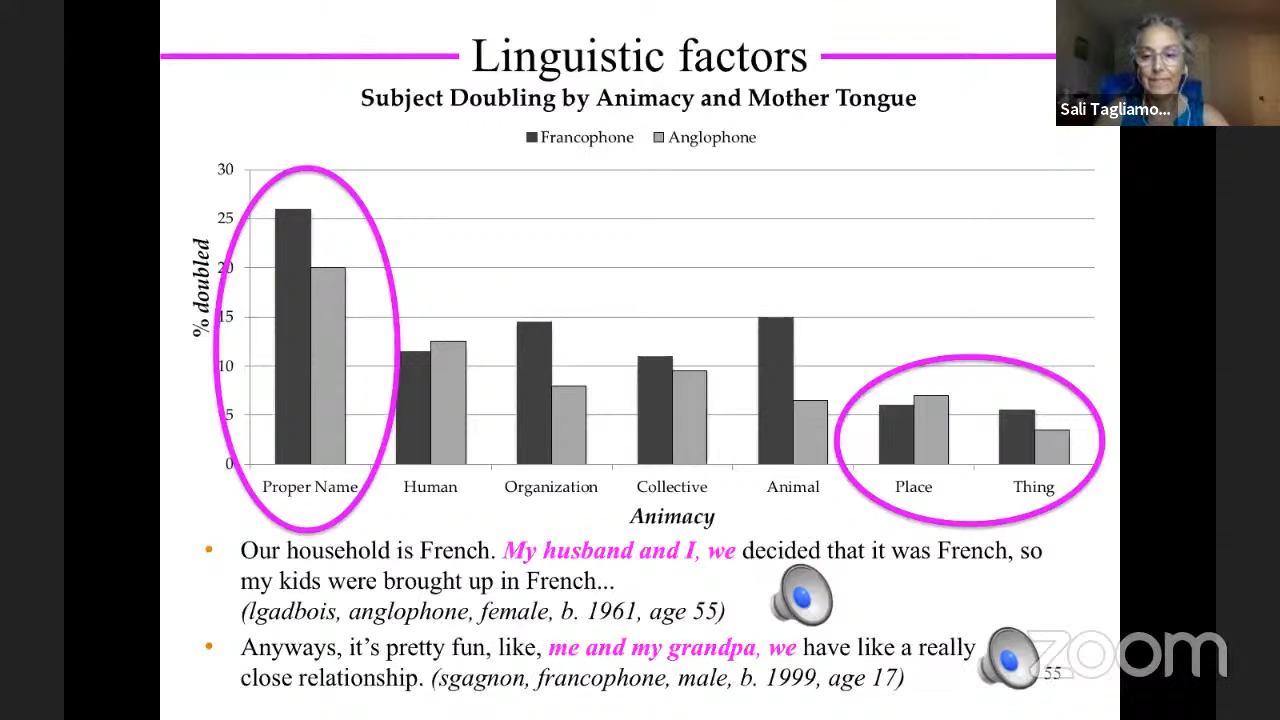 Linguistic factors
Sali Tagliamo...
Subject Doubling by Animacy and Mother Tongue
Francophone Anglophone
30
25
20
15
10
5
0
% doubled
Proper Name Human Organization Collective Animal Place Thing
Animacy
• Our household is French. My husband and I, we decided that it was French, so
my kids were brought up in French...
(lgadbois, anglophone, female, b. 1961, age 55)
• Anyways, it’s pretty fun, like, me and my grandpa, we have like a really
close relationship. (sgagnon, francophone, male, b. 1999, age 17)
zoom
55